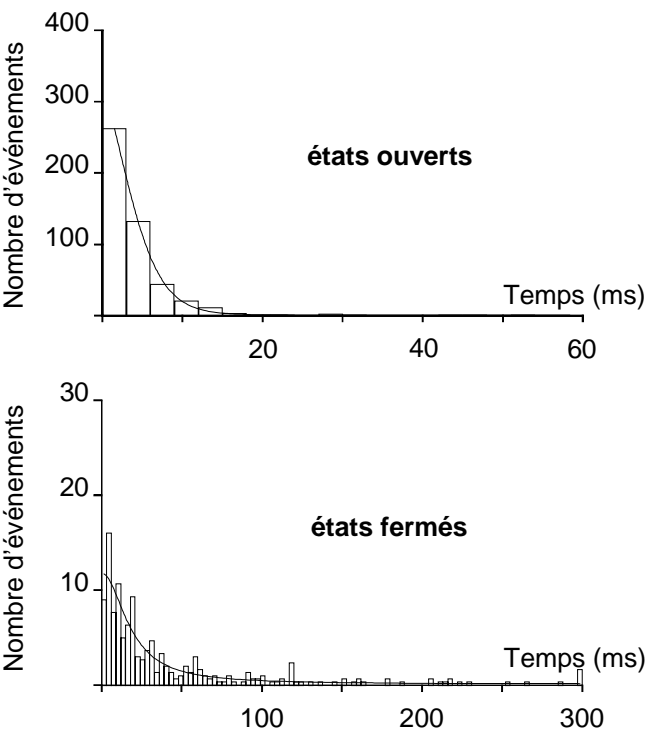 400
300
200
100
Nombre d'événements
états ouverts
Temps (ms)
20
40
60
30
20
10
Nombre d'événements
états fermés
Temps (ms)
100
200
300